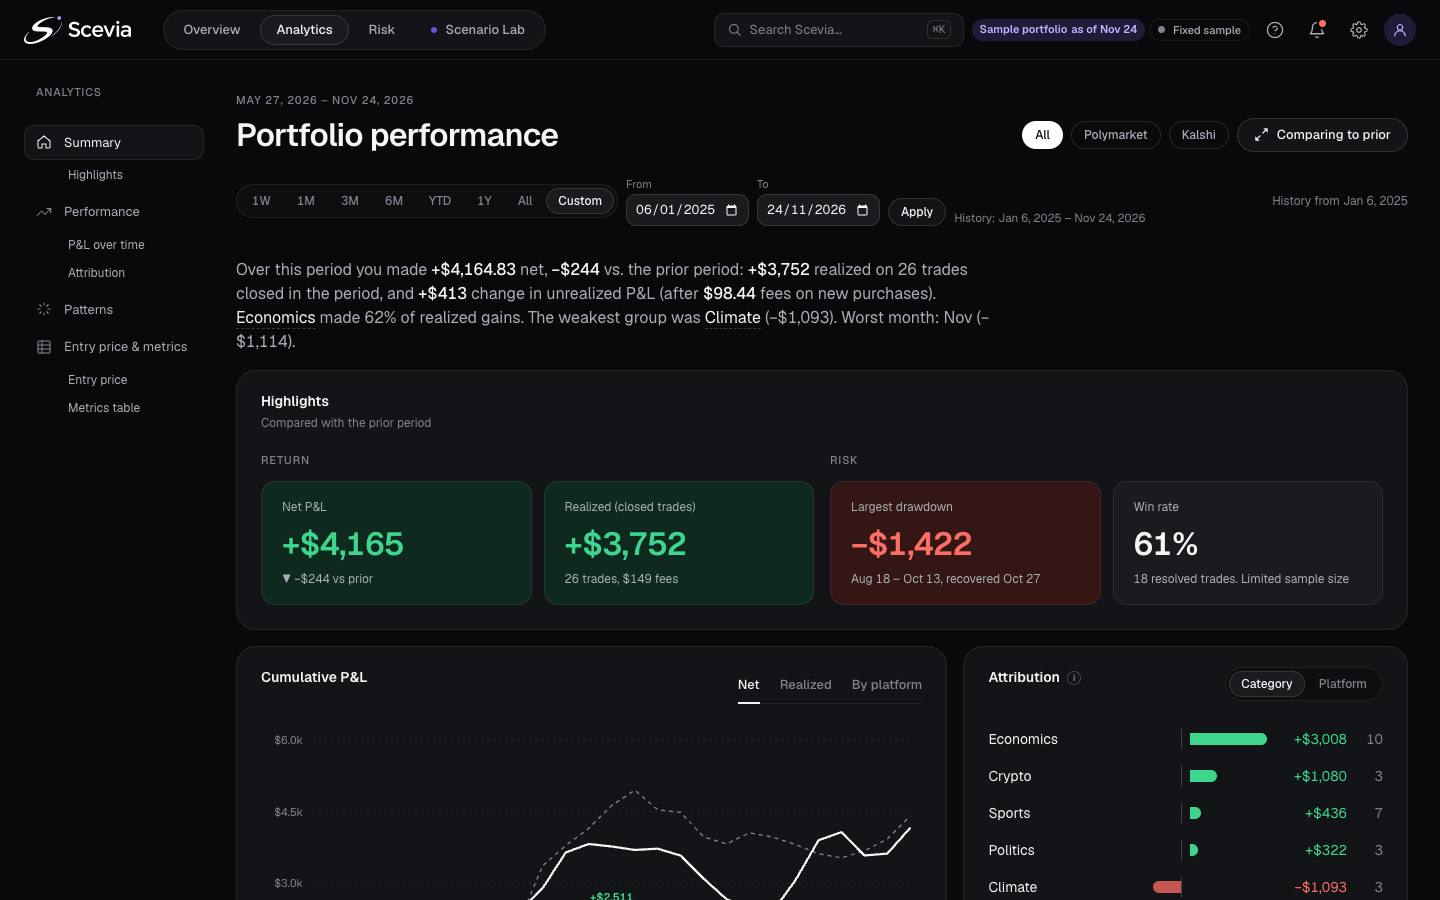 Scevia
Overview Analytics Risk Scenario Lab
Search Scevia... ⌘K
Sample portfolio as of Nov 24
Fixed sample
ANALYTICS
Summary
Highlights
Performance
P&L over time
Attribution
Patterns
Entry price & metrics
Entry price
Metrics table
MAY 27, 2026 – NOV 24, 2026
Portfolio performance
All Polymarket Kalshi Comparing to prior
1W 1M 3M 6M YTD 1Y All Custom
From
06/01/2025
To
24/11/2026
Apply
History: Jan 6, 2025 – Nov 24, 2026
History from Jan 6, 2025
Over this period you made +$4,164.83 net, −$244 vs. the prior period: +$3,752 realized on 26 trades
closed in the period, and +$413 change in unrealized P&L (after $98.44 fees on new purchases).
Economics made 62% of realized gains. The weakest group was Climate (−$1,093). Worst month: Nov (−
$1,114).
Highlights
Compared with the prior period
RETURN
Net P&L
+$4,165
▼ −$244 vs prior
Realized (closed trades)
+$3,752
26 trades, $149 fees
RISK
Largest drawdown
−$1,422
Aug 18 – Oct 13, recovered Oct 27
Win rate
61%
18 resolved trades. Limited sample size
Cumulative P&L
Net Realized By platform
$6.0k
$4.5k
$3.0k
+$2,511
Attribution
Category Platform
Economics +$3,008 10
Crypto +$1,080 3
Sports +$436 7
Politics +$322 3
Climate −$1,093 3